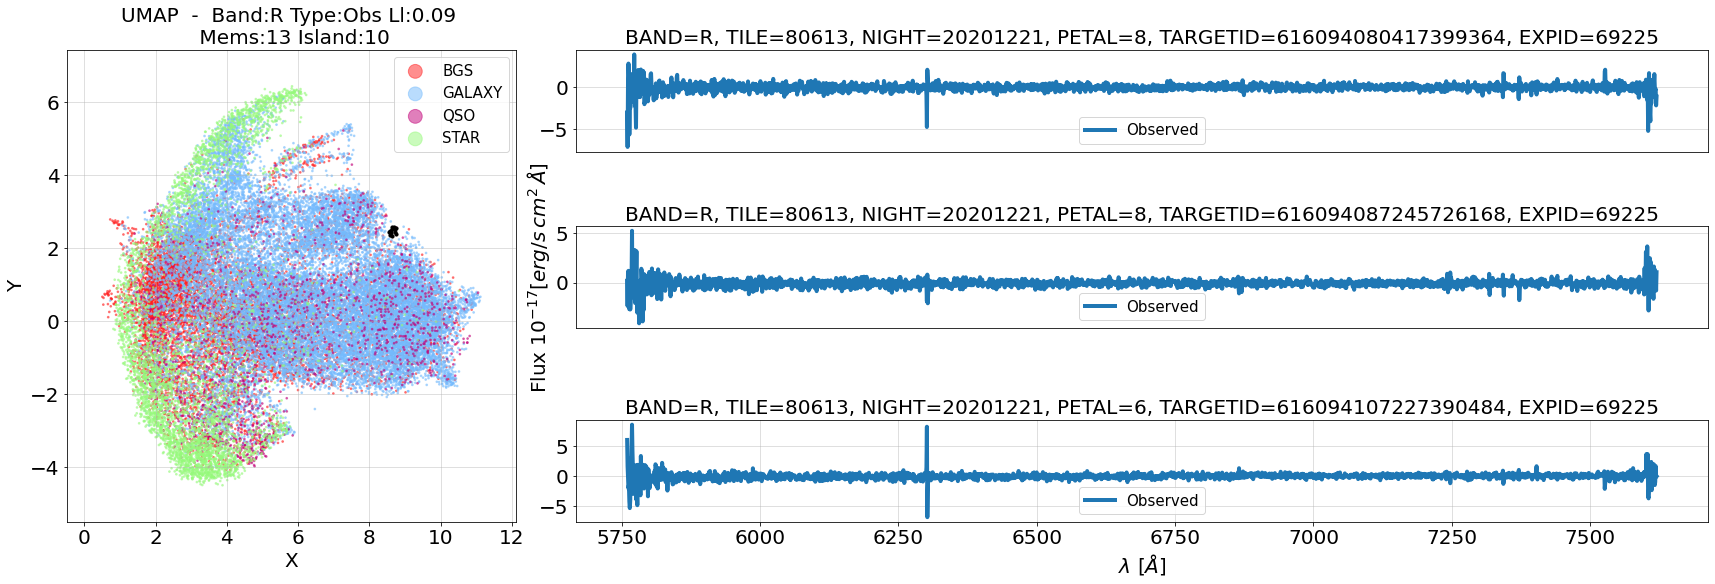 UMAP  -  Band:R Type:Obs Ll:0.09
Mems:13 Island:10
BGS
GALAXY
QSO
STAR
6
4
2
0
−2
−4
Y
0
2
4
6
8
10
12
X
BAND=R, TILE=80613, NIGHT=20201221, PETAL=8, TARGETID=616094080417399364, EXPID=69225
0
−5
Observed
BAND=R, TILE=80613, NIGHT=20201221, PETAL=8, TARGETID=616094087245726168, EXPID=69225
5
0
Observed
Flux 10⁻¹⁷[erg/s cm² Å]
BAND=R, TILE=80613, NIGHT=20201221, PETAL=6, TARGETID=616094107227390484, EXPID=69225
5
0
−5
Observed
5750
6000
6250
6500
6750
7000
7250
7500
λ [Å]